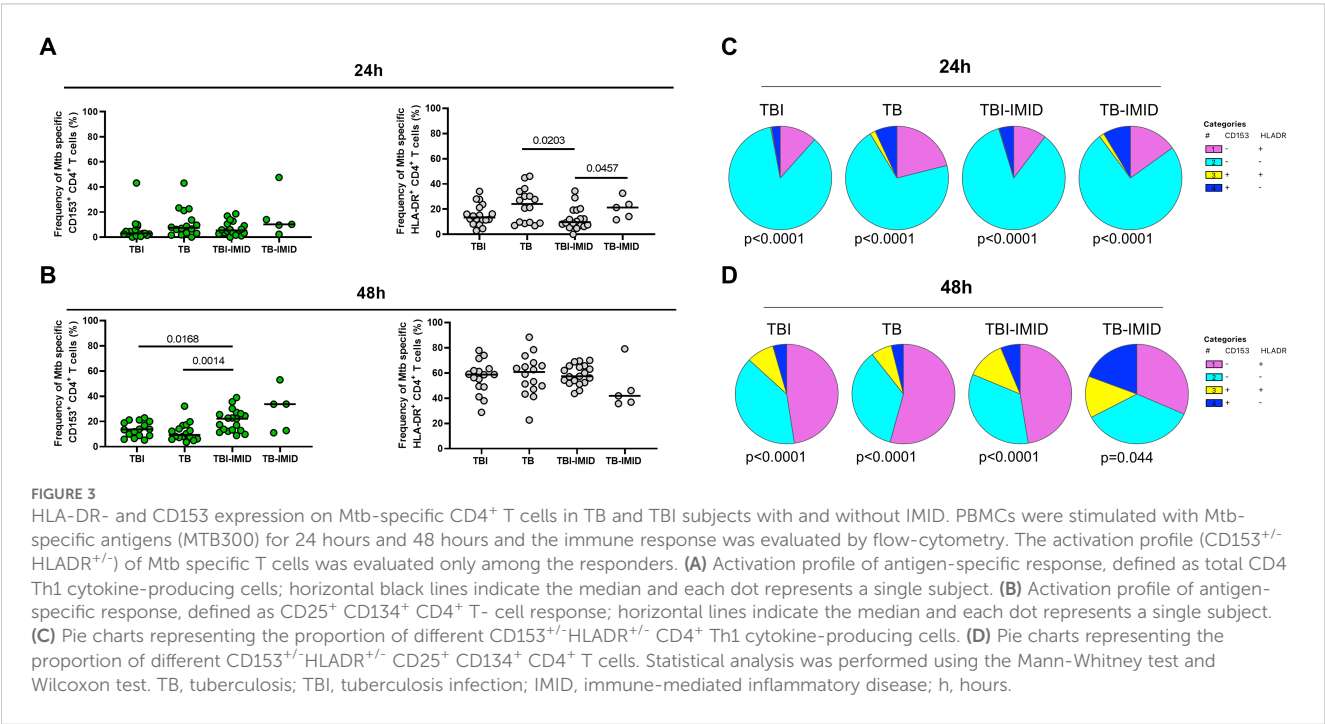 A
24h
Frequency of Mtb specific
CD153⁺ CD4⁺ T cells (%)
100
80
60
40
20
0
TBI TB TBI-IMID TB-IMID
Frequency of Mtb specific
HLA-DR⁺ CD4⁺ T cells (%)
100
80
60
40
20
0
0.0203
0.0457
TBI TB TBI-IMID TB-IMID
C
24h
TBI TB TBI-IMID TB-IMID
p<0.0001 p<0.0001 p<0.0001 p<0.0001
Categories
# CD153 HLADR
1 - +
2 - -
3 + +
4 + -
B
48h
Frequency of Mtb specific
CD153⁺ CD4⁺ T cells (%)
100
80
60
40
20
0
0.0168
0.0014
TBI TB TBI-IMID TB-IMID
Frequency of Mtb specific
HLA-DR⁺ CD4⁺ T cells (%)
100
80
60
40
20
0
TBI TB TBI-IMID TB-IMID
D
48h
TBI TB TBI-IMID TB-IMID
p<0.0001 p<0.0001 p<0.0001 p=0.044
Categories
# CD153 HLADR
1 - +
2 - -
3 + +
4 + -
FIGURE 3
HLA-DR- and CD153 expression on Mtb-specific CD4⁺ T cells in TB and TBI subjects with and without IMID. PBMCs were stimulated with Mtb-
specific antigens (MTB300) for 24 hours and 48 hours and the immune response was evaluated by flow-cytometry. The activation profile (CD153⁺/⁻
HLADR⁺/⁻) of Mtb specific T cells was evaluated only among the responders. (A) Activation profile of antigen-specific response, defined as total CD4
Th1 cytokine-producing cells; horizontal black lines indicate the median and each dot represents a single subject. (B) Activation profile of antigen-
specific response, defined as CD25⁺ CD134⁺ CD4⁺ T- cell response; horizontal lines indicate the median and each dot represents a single subject.
(C) Pie charts representing the proportion of different CD153⁺/⁻HLADR⁺/⁻ CD4⁺ Th1 cytokine-producing cells. (D) Pie charts representing the
proportion of different CD153⁺/⁻HLADR⁺/⁻ CD25⁺ CD134⁺ CD4⁺ T cells. Statistical analysis was performed using the Mann-Whitney test and
Wilcoxon test. TB, tuberculosis; TBI, tuberculosis infection; IMID, immune-mediated inflammatory disease; h, hours.